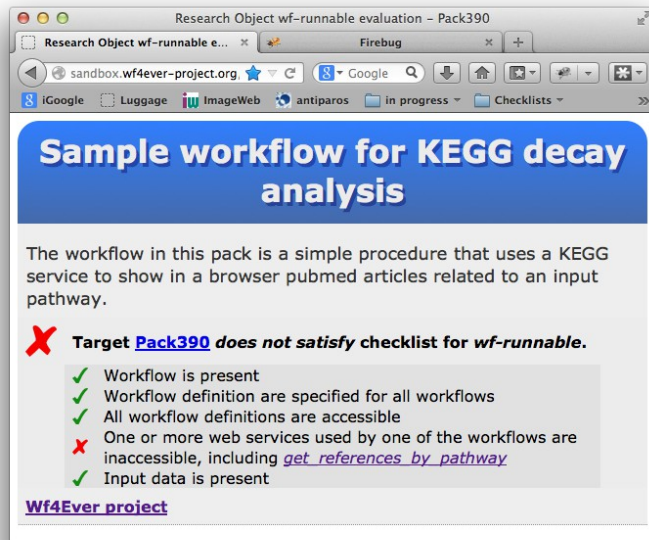 Research Object wf-runnable evaluation – Pack390
Research Object wf-runnable e... × Firebug × +
sandbox.wf4ever-project.org Google
iGoogle Luggage ImageWeb antiparos in progress Checklists »
Sample workflow for KEGG decay
analysis
The workflow in this pack is a simple procedure that uses a KEGG
service to show in a browser pubmed articles related to an input
pathway.
Target Pack390 does not satisfy checklist for wf-runnable.
Workflow is present
Workflow definition are specified for all workflows
All workflow definitions are accessible
One or more web services used by one of the workflows are
inaccessible, including get_references_by_pathway
Input data is present
Wf4Ever project